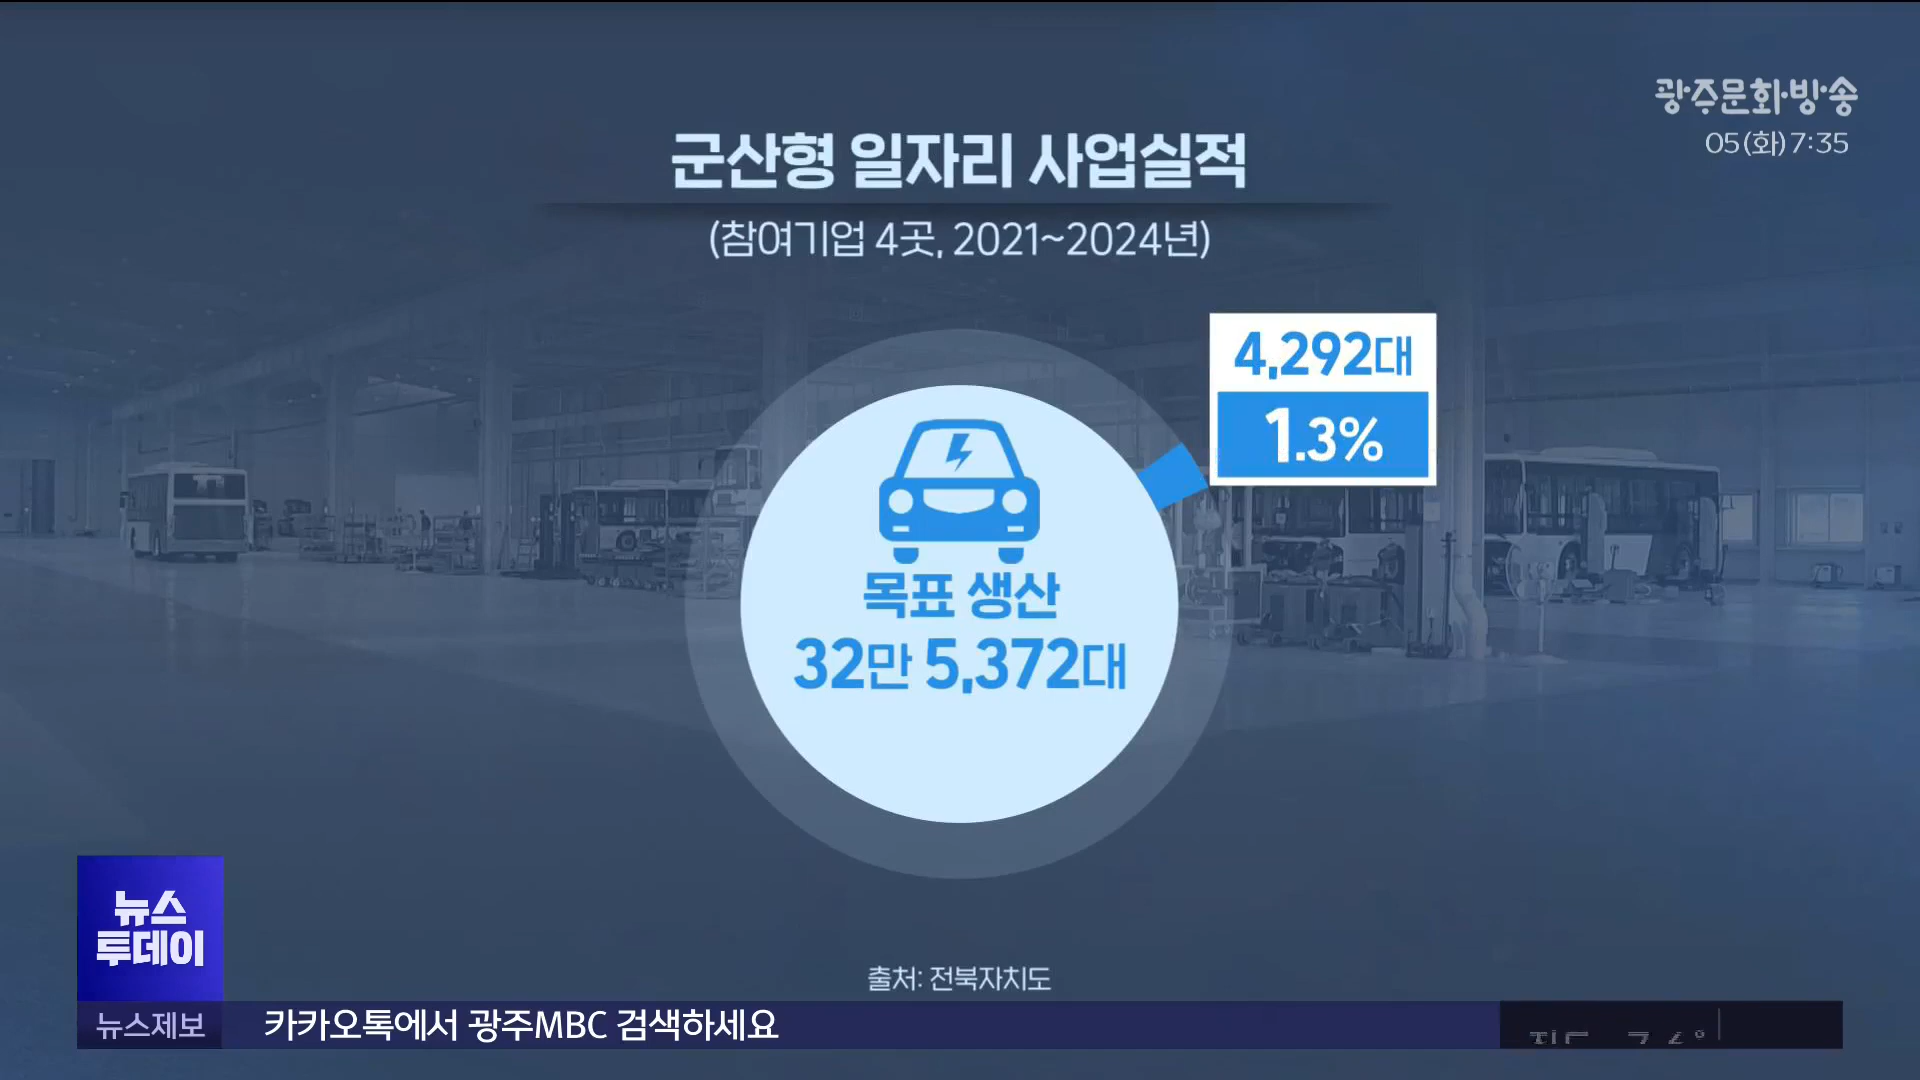 광주문화방송
05(화)7:35
군산형 일자리 사업실적
(참여기업 4곳, 2021~2024년)
4,292대
1.3%
목표 생산
32만 5,372대
출처: 전북자치도
뉴스
투데이
뉴스제보
카카오톡에서 광주MBC 검색하세요